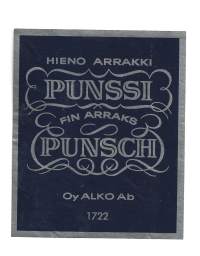 HIENO ARRAKKI
PUNSSI
FIN ARRAKS
PUNSCH
Oy ALKO Ab
1722